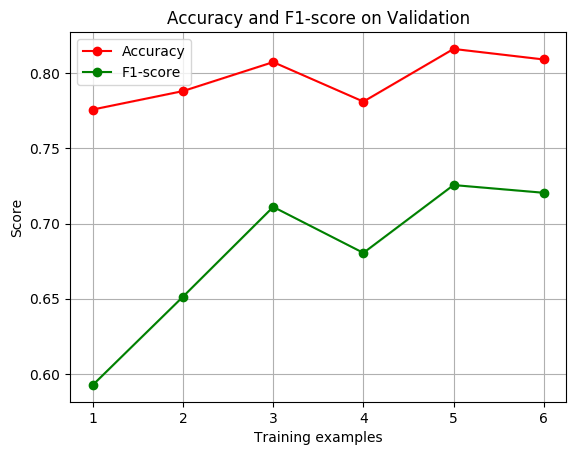 Accuracy and F1-score on Validation
Accuracy
F1-score
0.80
0.75
0.70
0.65
0.60
Score
1 2 3 4 5 6
Training examples